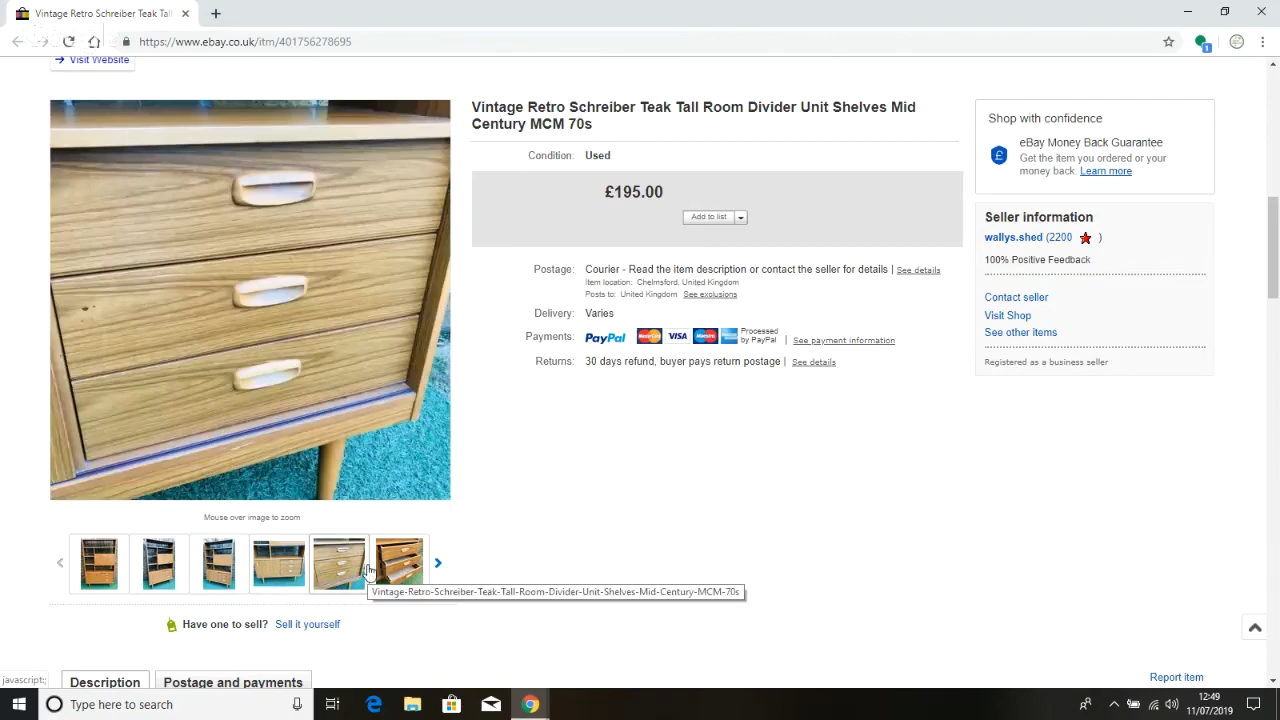 Vintage Retro Schreiber Teak Tall
https://www.ebay.co.uk/itm/401756278695
1
Visit Website
Vintage Retro Schreiber Teak Tall Room Divider Unit Shelves Mid
Century MCM 70s
Condition: Used
£195.00
Add to list
Postage: Courier - Read the item description or contact the seller for details | See details
Item location: Chelmsford, United Kingdom
Posts to: United Kingdom See exclusions
Delivery: Varies
Payments: PayPal MasterCard VISA Maestro Processed by PayPal | See payment information
Returns: 30 days refund, buyer pays return postage | See details
Shop with confidence
eBay Money Back Guarantee
Get the item you ordered or your
money back. Learn more
Seller information
wallys.shed (2200 )
100% Positive Feedback
Contact seller
Visit Shop
See other items
Registered as a business seller
Mouse over image to zoom
Vintage-Retro-Schreiber-Teak-Tall-Room-Divider-Unit-Shelves-Mid-Century-MCM-70s
Have one to sell? Sell it yourself
javascript:;
Description
Postage and payments
Report item
Type here to search
12:49
11/07/2019